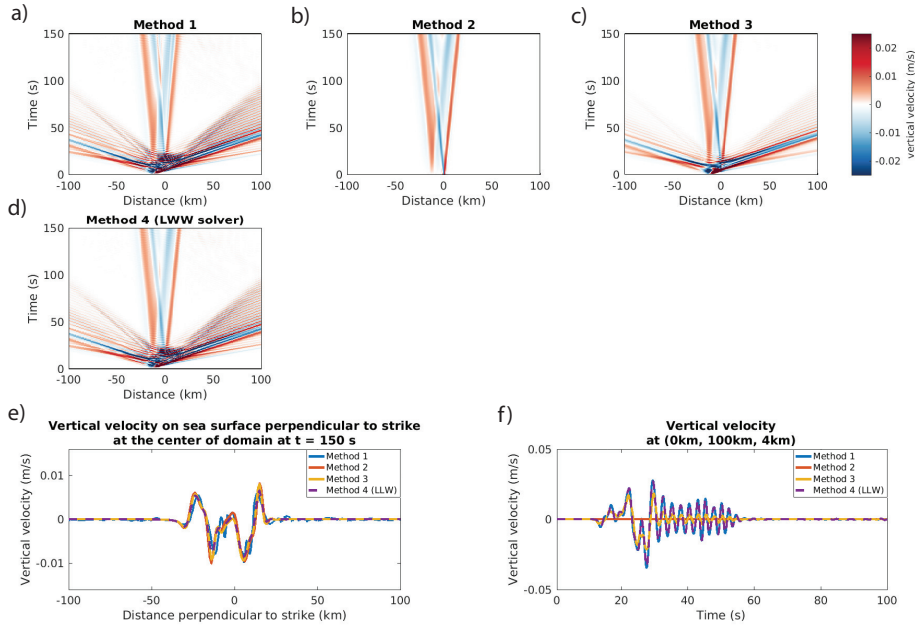 a)
Method 1
150
100
50
0
Time (s)
-100
-50
0
50
100
Distance (km)
b)
Method 2
150
100
50
0
Time (s)
-100
-50
0
50
100
Distance (km)
c)
Method 3
150
100
50
0
Time (s)
-100
-50
0
50
100
Distance (km)
0.02
0.01
0
-0.01
-0.02
vertical velocity (m/s)
d)
Method 4 (LWW solver)
150
100
50
0
Time (s)
-100
-50
0
50
100
Distance (km)
e)
Vertical velocity on sea surface perpendicular to strike
at the center of domain at t = 150 s
0.01
0
-0.01
Vertical velocity (m/s)
Method 1
Method 2
Method 3
Method 4 (LLW)
-100
-50
0
50
100
Distance perpendicular to strike (km)
f)
Vertical velocity
at (0km, 100km, 4km)
0.05
0
-0.05
Vertical velocity (m/s)
Method 1
Method 2
Method 3
Method 4 (LLW)
0
20
40
60
80
100
Time (s)